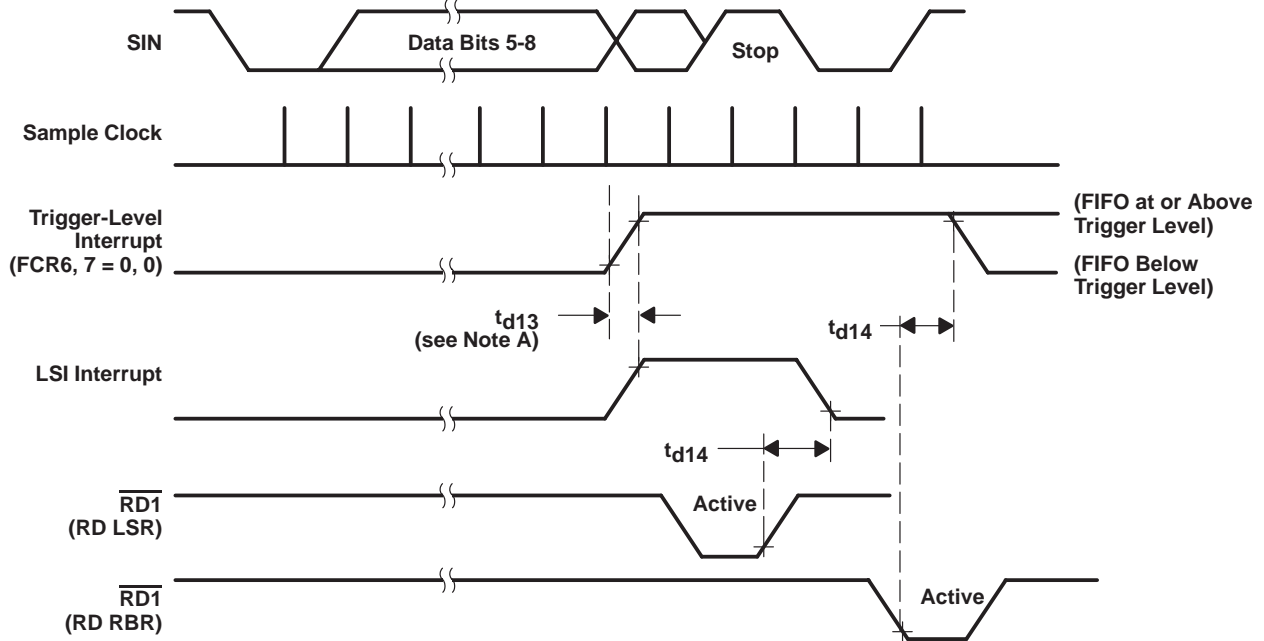 SIN
Data Bits 5-8
Stop
Sample Clock
Trigger-Level
Interrupt
(FCR6, 7 = 0, 0)
(FIFO at or Above
Trigger Level)
(FIFO Below
Trigger Level)
td13
(see Note A)
td14
LSI Interrupt
td14
RD1
(RD LSR)
Active
RD1
(RD RBR)
Active